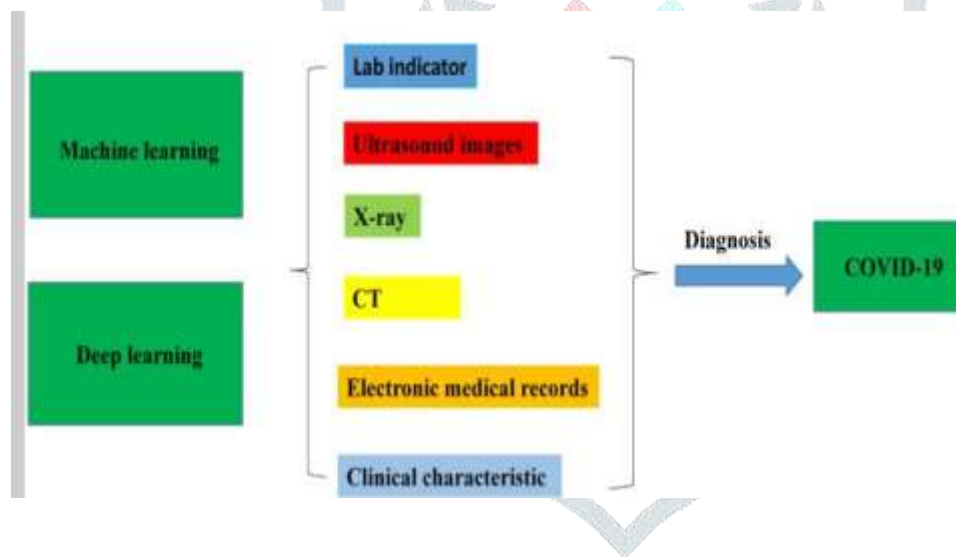 Machine learning
Deep learning
Lab indicator
Ultrasound images
X-ray
CT
Electronic medical records
Clinical characteristic
Diagnosis
COVID-19